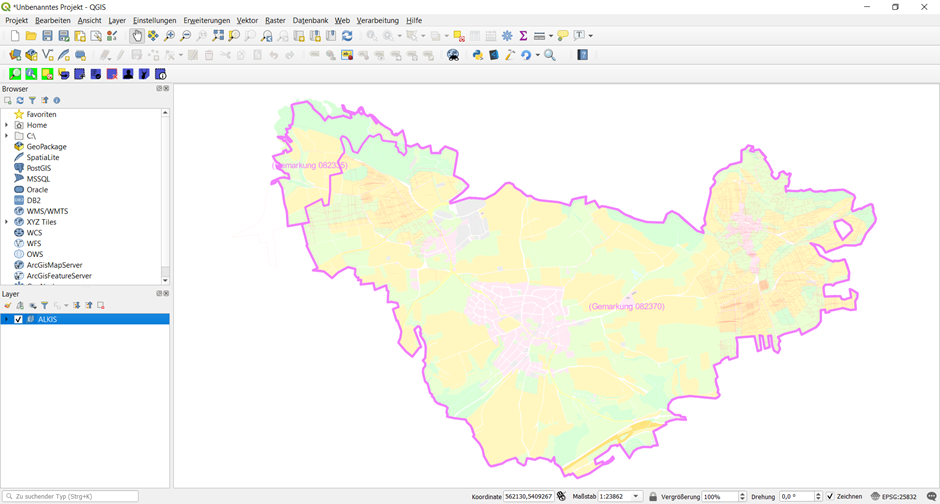 *Unbenanntes Projekt - QGIS
Projekt Bearbeiten Ansicht Layer Einstellungen Erweiterungen Vektor Raster Datenbank Web Verarbeitung Hilfe
Browser
Favoriten
Home
C:\
GeoPackage
SpatiaLite
PostGIS
MSSQL
Oracle
DB2
WMS/WMTS
XYZ Tiles
WCS
WFS
OWS
ArcGisMapServer
ArcGisFeatureServer
Layer
ALKIS
(Gemarkung 082335)
(Gemarkung 082370)
Zu suchender Typ (Strg+K)
Koordinate 562130,5409267 Maßstab 1:23862 Vergrößerung 100% Drehung 0,0 ° Zeichnen EPSG:25832